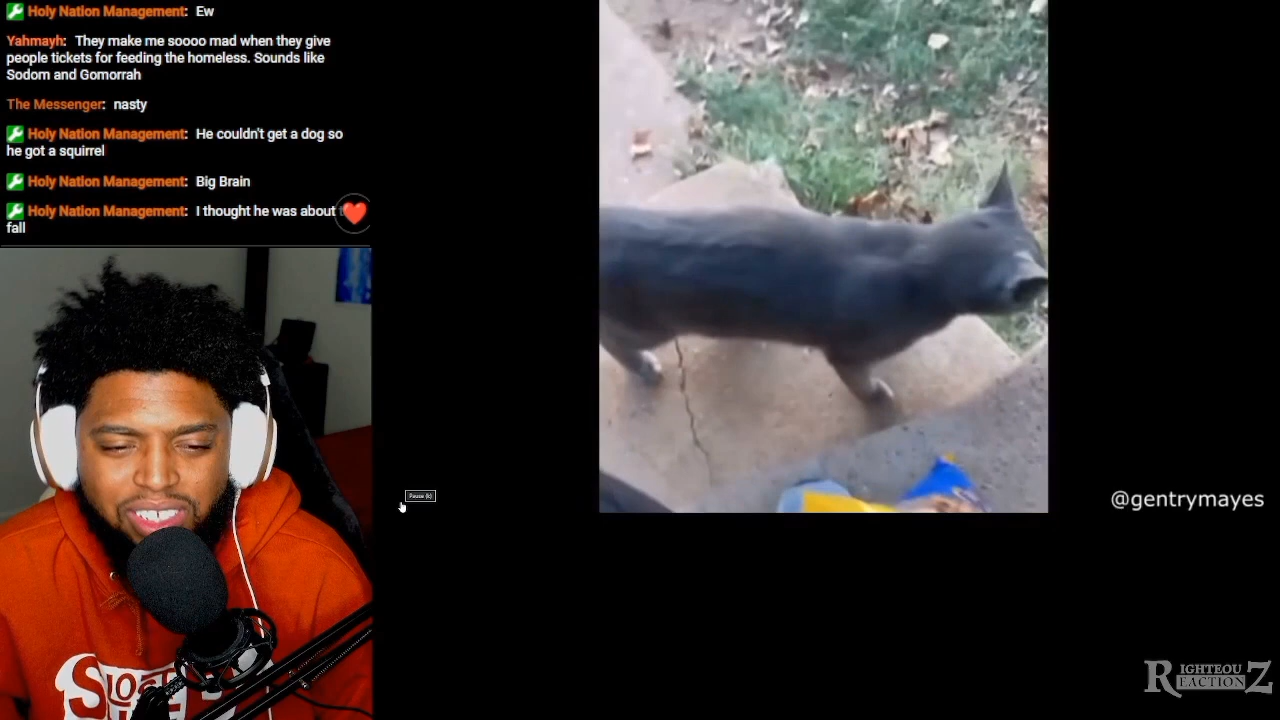 Holy Nation Management: Ew
Yahmayh: They make me soooo mad when they give
people tickets for feeding the homeless. Sounds like
Sodom and Gomorrah
The Messenger: nasty
Holy Nation Management: He couldn't get a dog so
he got a squirrel
Holy Nation Management: Big Brain
Holy Nation Management: I thought he was about
fall
Pause (k)
@gentrymayes
RIGHTEOU
REACTIONZ